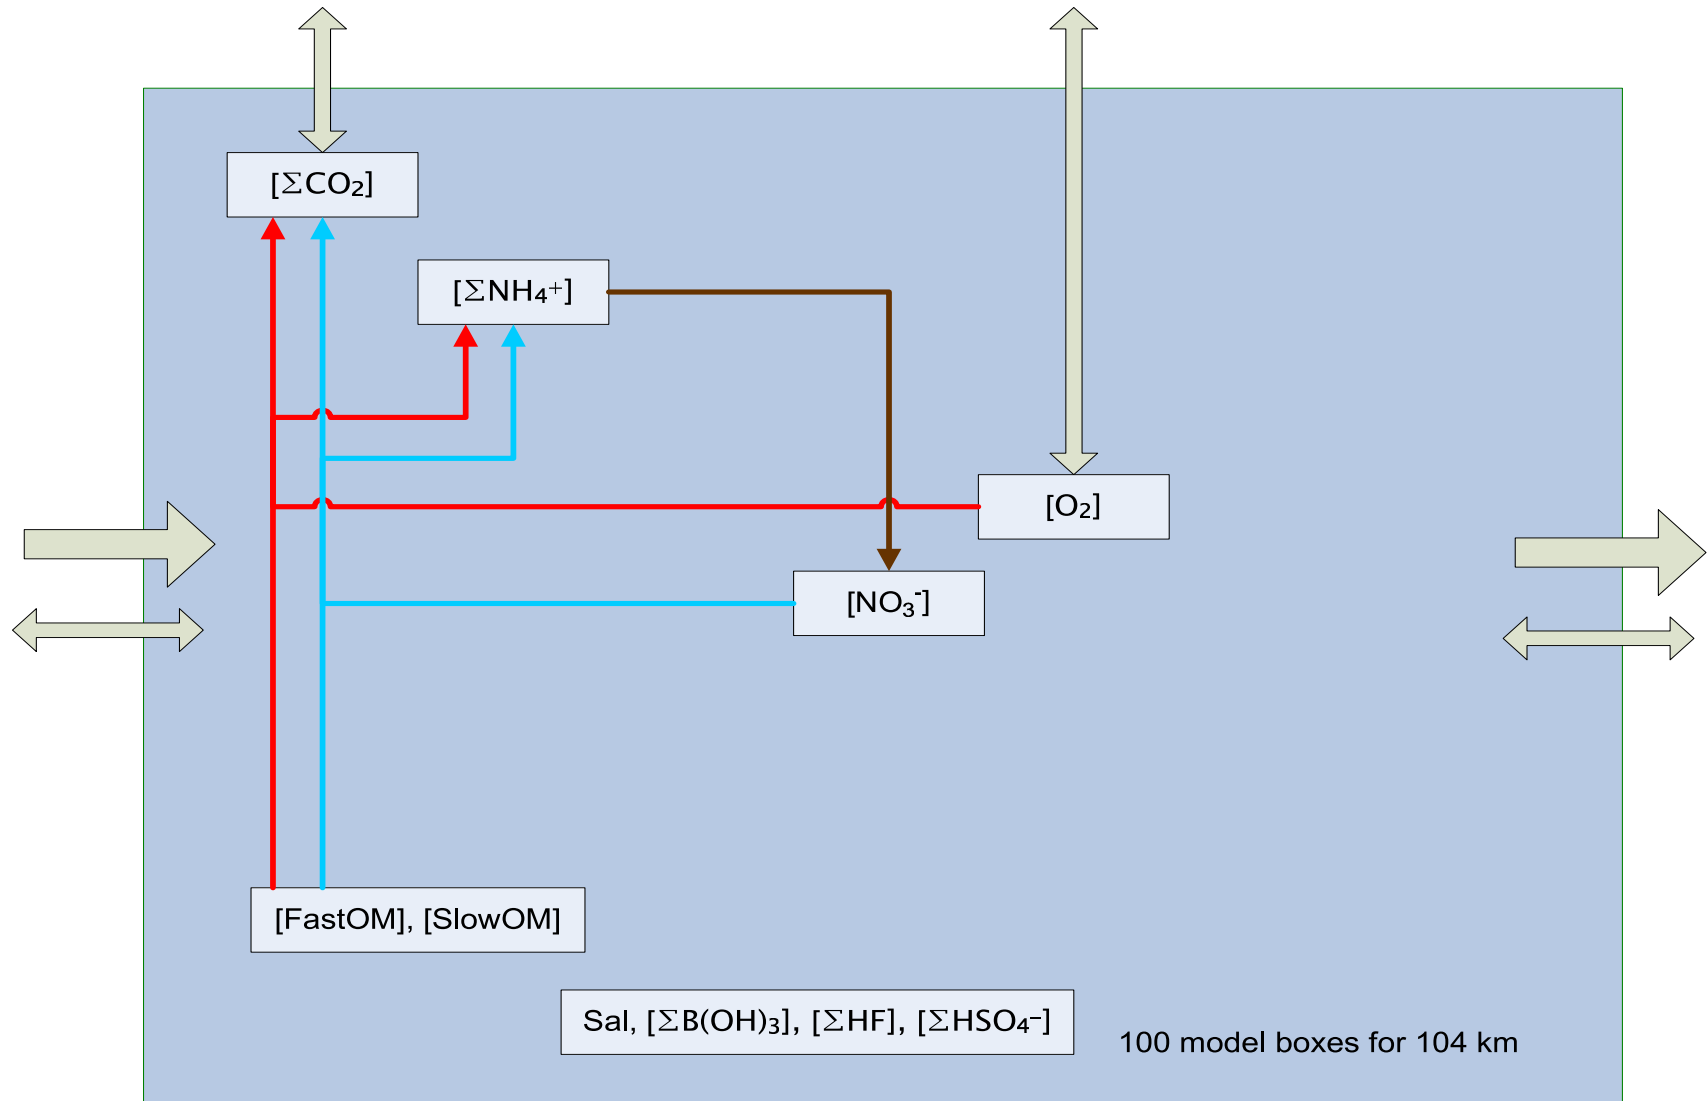 [ΣCO₂]
[ΣNH₄⁺]
[O₂]
[NO₃⁻]
[FastOM], [SlowOM]
Sal, [ΣB(OH)₃], [ΣHF], [ΣHSO₄⁻]
100 model boxes for 104 km